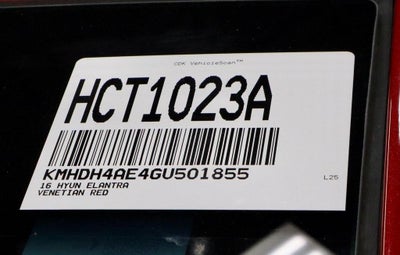 CDK VehicleScan™
HCT1023A
KMHDH4AE4GU501855
16 HYUN ELANTRA
VENETIAN RED
L25